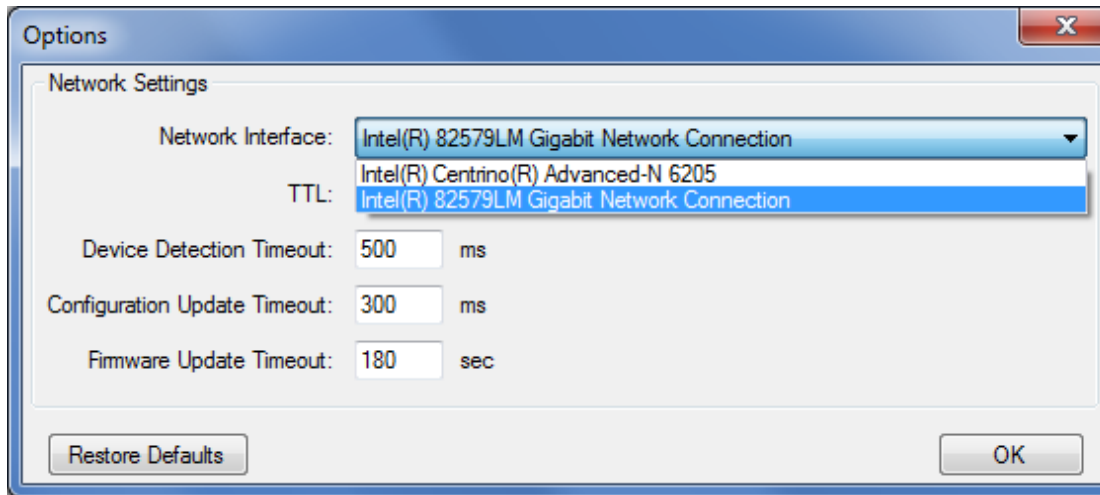 Options
Network Settings
Network Interface: Intel(R) 82579LM Gigabit Network Connection
Intel(R) Centrino(R) Advanced-N 6205
TTL: Intel(R) 82579LM Gigabit Network Connection
Device Detection Timeout: 500 ms
Configuration Update Timeout: 300 ms
Firmware Update Timeout: 180 sec
Restore Defaults OK